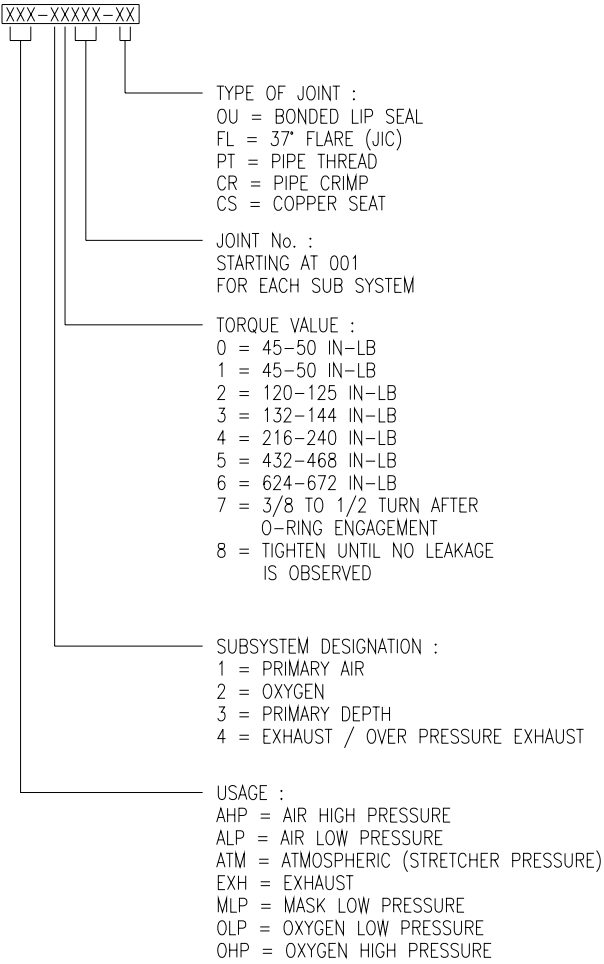 XXX-XXXXX-XX
TYPE OF JOINT :
OU = BONDED LIP SEAL
FL = 37° FLARE (JIC)
PT = PIPE THREAD
CR = PIPE CRIMP
CS = COPPER SEAT
JOINT No. :
STARTING AT 001
FOR EACH SUB SYSTEM
TORQUE VALUE :
0 = 45-50 IN-LB
1 = 45-50 IN-LB
2 = 120-125 IN-LB
3 = 132-144 IN-LB
4 = 216-240 IN-LB
5 = 432-468 IN-LB
6 = 624-672 IN-LB
7 = 3/8 TO 1/2 TURN AFTER
O-RING ENGAGEMENT
8 = TIGHTEN UNTIL NO LEAKAGE
IS OBSERVED
SUBSYSTEM DESIGNATION :
1 = PRIMARY AIR
2 = OXYGEN
3 = PRIMARY DEPTH
4 = EXHAUST / OVER PRESSURE EXHAUST
USAGE :
AHP = AIR HIGH PRESSURE
ALP = AIR LOW PRESSURE
ATM = ATMOSPHERIC (STRETCHER PRESSURE)
EXH = EXHAUST
MLP = MASK LOW PRESSURE
OLP = OXYGEN LOW PRESSURE
OHP = OXYGEN HIGH PRESSURE